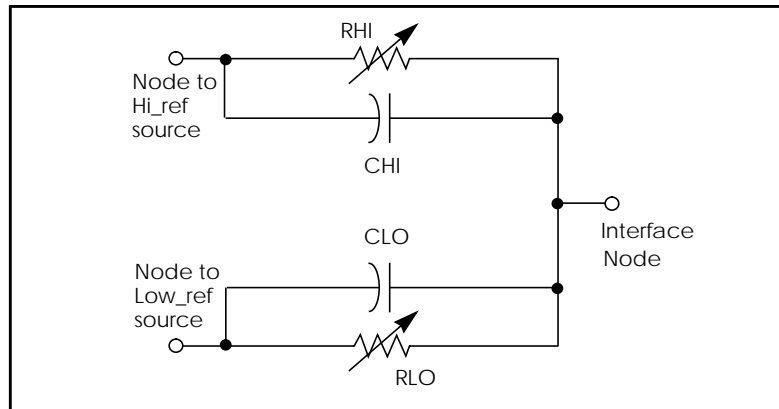 RHI
Node to
Hi_ref
source
CHI
CLO
Interface
Node
Node to
Low_ref
source
RLO